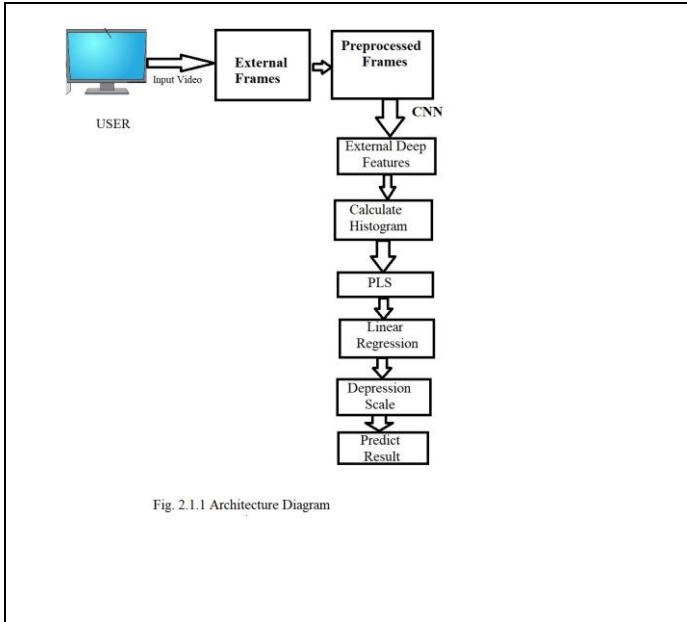 Input Video
USER
External
Frames
Preprocessed
Frames
CNN
External Deep
Features
Calculate
Histogram
PLS
Linear
Regression
Depression
Scale
Predict
Result
Fig. 2.1.1 Architecture Diagram